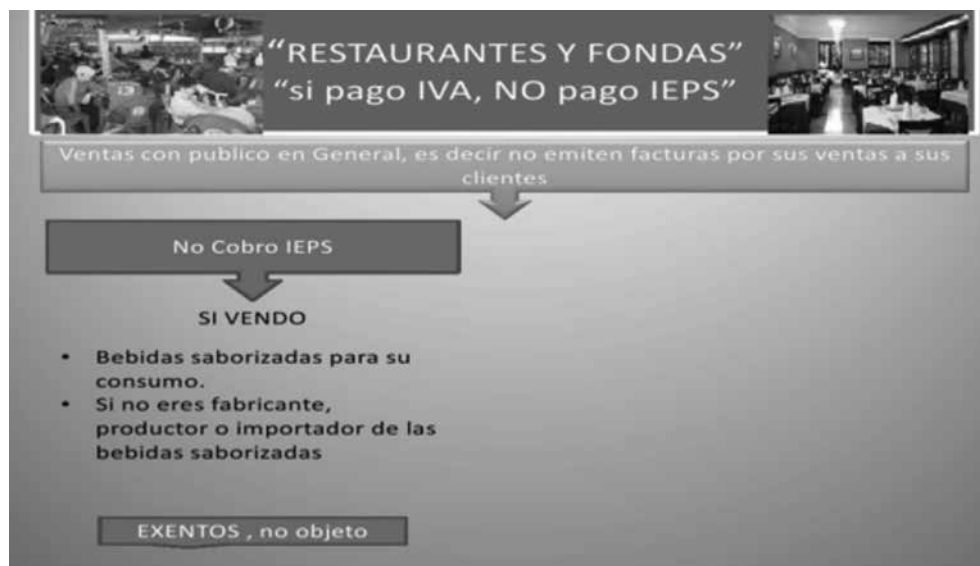 “RESTAURANTES Y FONDAS”
“si pago IVA, NO pago IEPS”
Ventas con publico en General, es decir no emiten facturas por sus ventas a sus
clientes
No Cobro IEPS
SI VENDO
• Bebidas saborizadas para su
consumo.
• Si no eres fabricante,
productor o importador de las
bebidas saborizadas
EXENTOS , no objeto